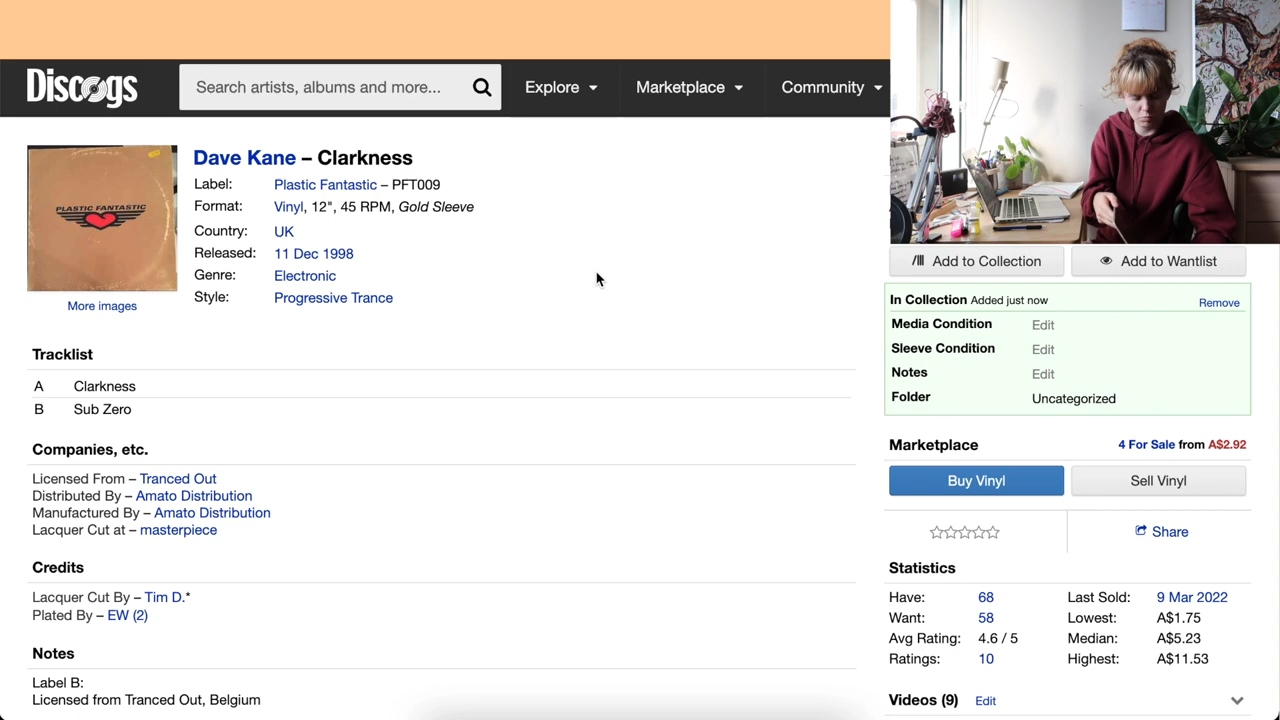 Discogs
Search artists, albums and more...
Explore
Marketplace
Community
PLASTIC FANTASTIC
More images
Dave Kane – Clarkness
Label: Plastic Fantastic – PFT009
Format: Vinyl, 12", 45 RPM, Gold Sleeve
Country: UK
Released: 11 Dec 1998
Genre: Electronic
Style: Progressive Trance
Tracklist
A Clarkness
B Sub Zero
Companies, etc.
Licensed From – Tranced Out
Distributed By – Amato Distribution
Manufactured By – Amato Distribution
Lacquer Cut at – masterpiece
Credits
Lacquer Cut By – Tim D.*
Plated By – EW (2)
Notes
Label B:
Licensed from Tranced Out, Belgium
Add to Collection
Add to Wantlist
In Collection Added just now Remove
Media Condition Edit
Sleeve Condition Edit
Notes Edit
Folder Uncategorized
Marketplace 4 For Sale from A$2.92
Buy Vinyl
Sell Vinyl
Share
Statistics
Have: 68 Last Sold: 9 Mar 2022
Want: 58 Lowest: A$1.75
Avg Rating: 4.6 / 5 Median: A$5.23
Ratings: 10 Highest: A$11.53
Videos (9) Edit